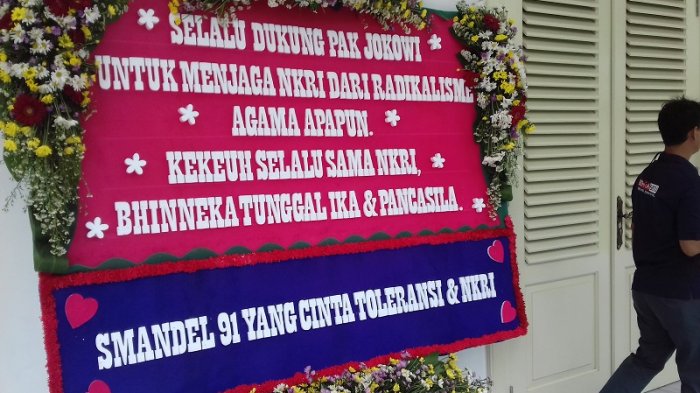 SELALU DUKUNG PAK JOKOWI
UNTUK MENJAGA NKRI DARI RADIKALISME
AGAMA APAPUN.
KEKEUH SELALU SAMA NKRI,
BHINNEKA TUNGGAL IKA & PANCASILA.
SMANDEL 91 YANG CINTA TOLERANSI & NKRI